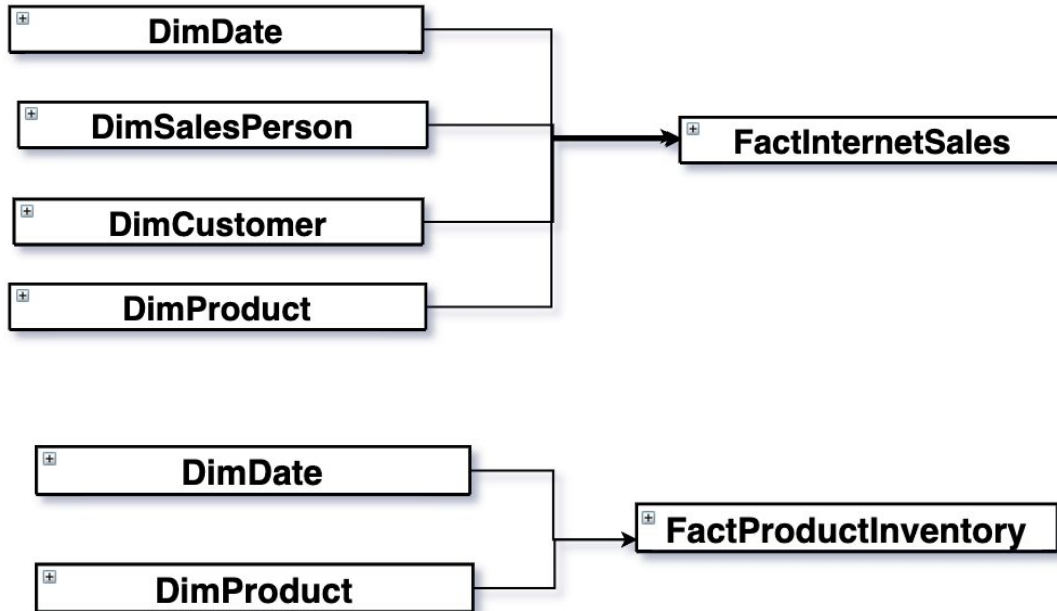 DimDate
DimSalesPerson
FactInternetSales
DimCustomer
DimProduct
DimDate
FactProductInventory
DimProduct